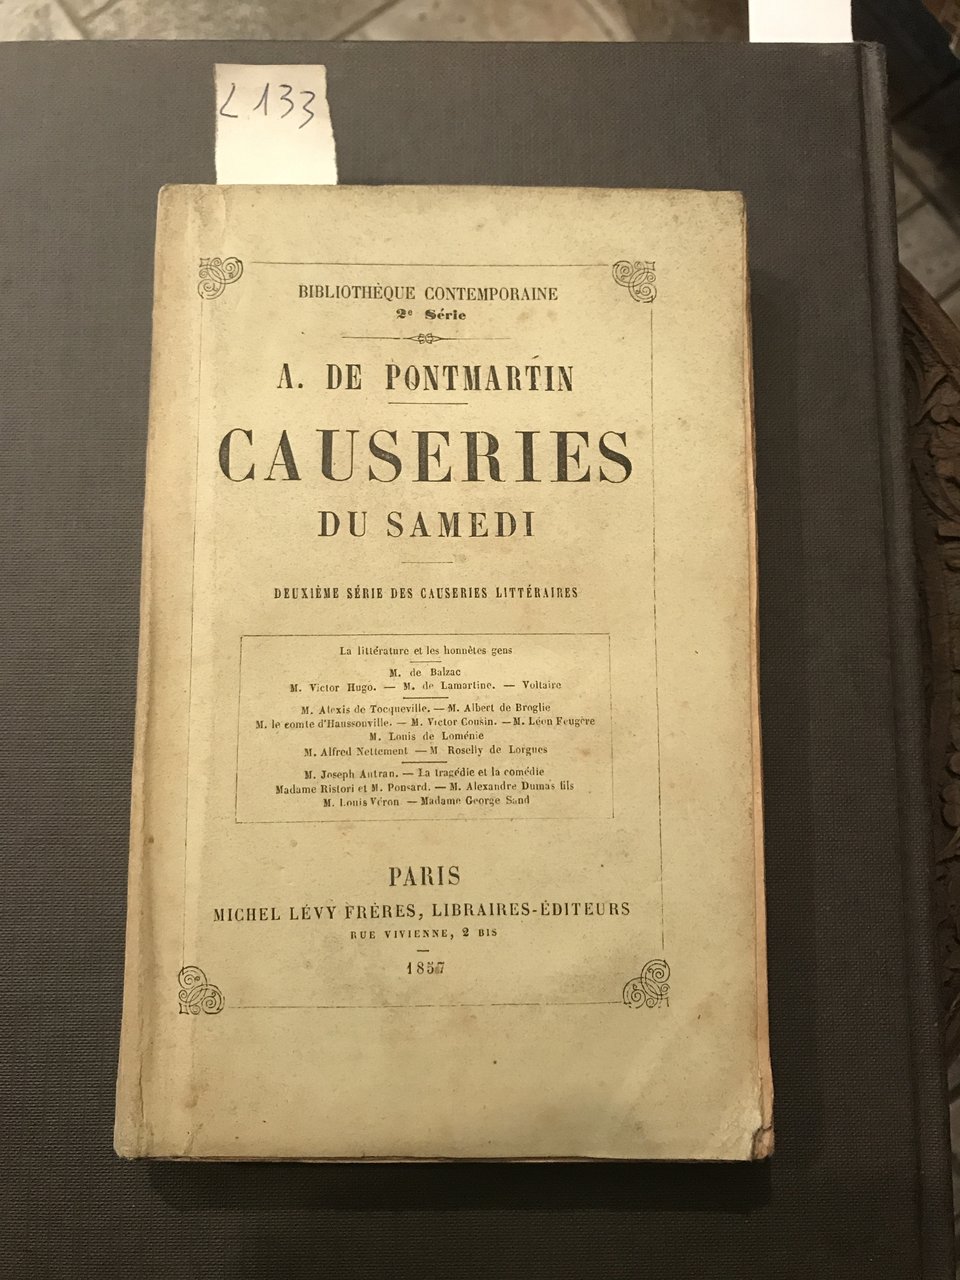 L 133
BIBLIOTHÈQUE CONTEMPORAINE
2e Série
A. DE PONTMARTIN
CAUSERIES
DU SAMEDI
DEUXIÈME SÉRIE DES CAUSERIES LITTÉRAIRES
La littérature et les honnêtes gens
M. de Balzac
M. Victor Hugo. — M. de Lamartine. — Voltaire
M. Alexis de Tocqueville. — M. Albert de Broglie
M. le comte d'Haussonville. — M. Victor Cousin. — M. Léon Feugère
M. Louis de Loménie
M. Alfred Nettement — M Roselly de Lorgues
M. Joseph Autran. — La tragédie et la comédie
Madame Ristori et M. Ponsard. — M. Alexandre Dumas fils
M. Louis Véron — Madame George Sand
PARIS
MICHEL LÉVY FRÈRES, LIBRAIRES-ÉDITEURS
RUE VIVIENNE, 2 BIS
1857